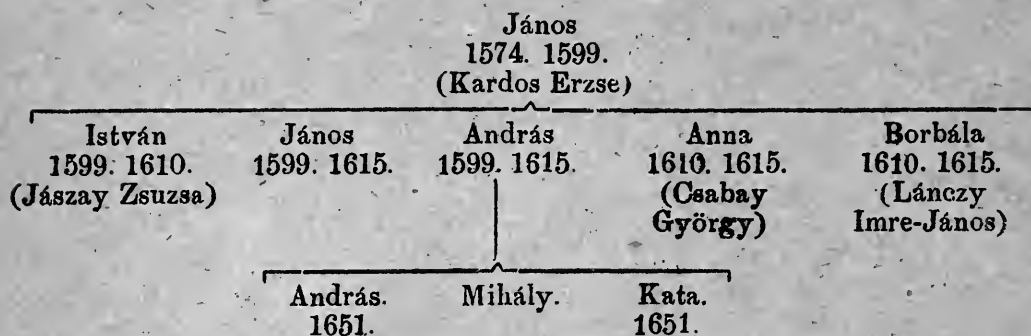 János
1574. 1599.
(Kardos Erzse)
István János András Anna Borbála
1599. 1610. 1599. 1615. 1599. 1615. 1610. 1615. 1610. 1615.
(Jászay Zsuzsa) (Csabay (Lánczy
György) Imre-János)
András. Mihály. Kata.
1651. 1651.